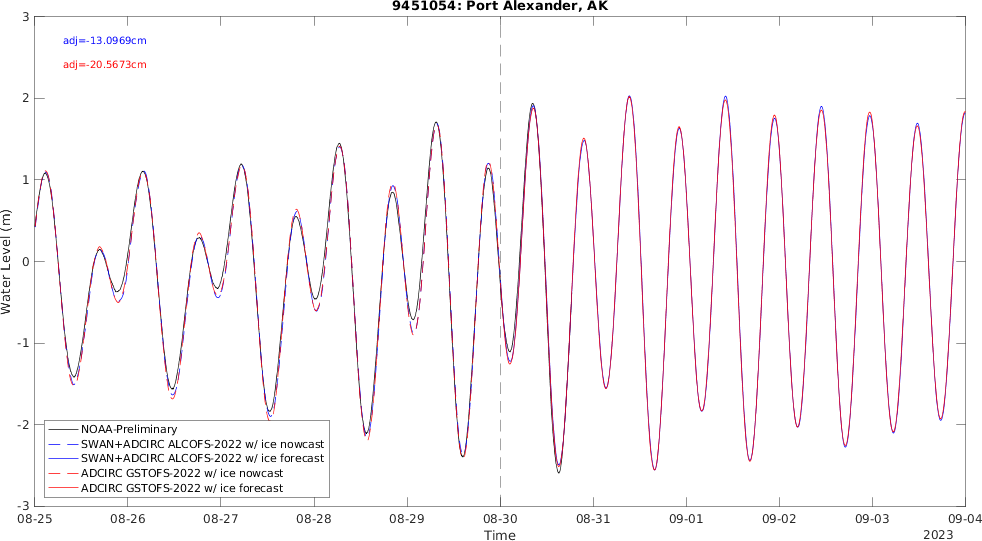 9451054: Port Alexander, AK
adj=-13.0969cm
adj=-20.5673cm
Water Level (m)
3
2
1
0
-1
-2
-3
NOAA-Preliminary
SWAN+ADCIRC ALCOFS-2022 w/ ice nowcast
SWAN+ADCIRC ALCOFS-2022 w/ ice forecast
ADCIRC GSTOFS-2022 w/ ice nowcast
ADCIRC GSTOFS-2022 w/ ice forecast
08-25 08-26 08-27 08-28 08-29 08-30 08-31 09-01 09-02 09-03 09-04
Time
2023